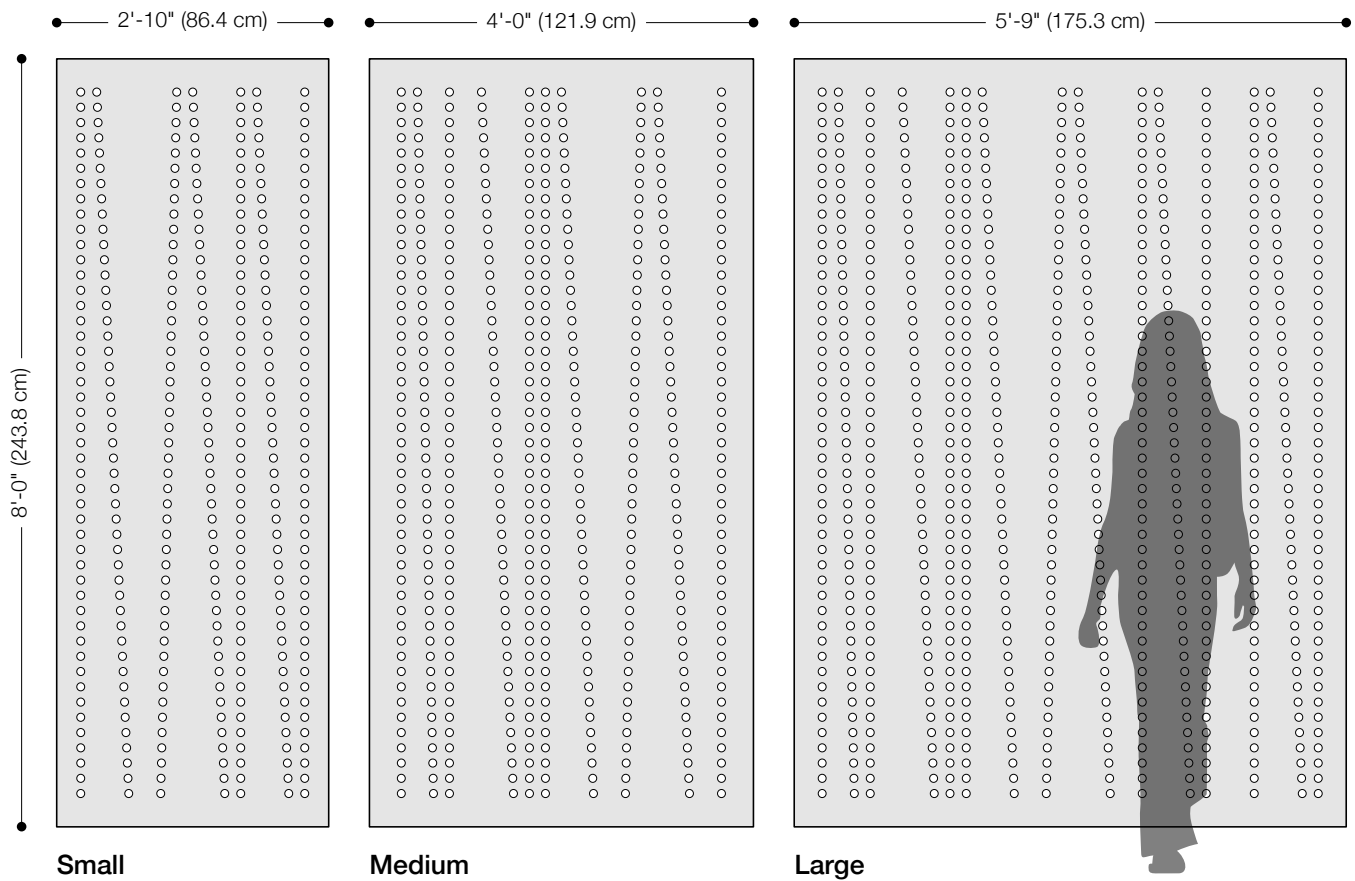 2'-10" (86.4 cm)
4'-0" (121.9 cm)
5'-9" (175.3 cm)
8'-0" (243.8 cm)
Small
Medium
Large